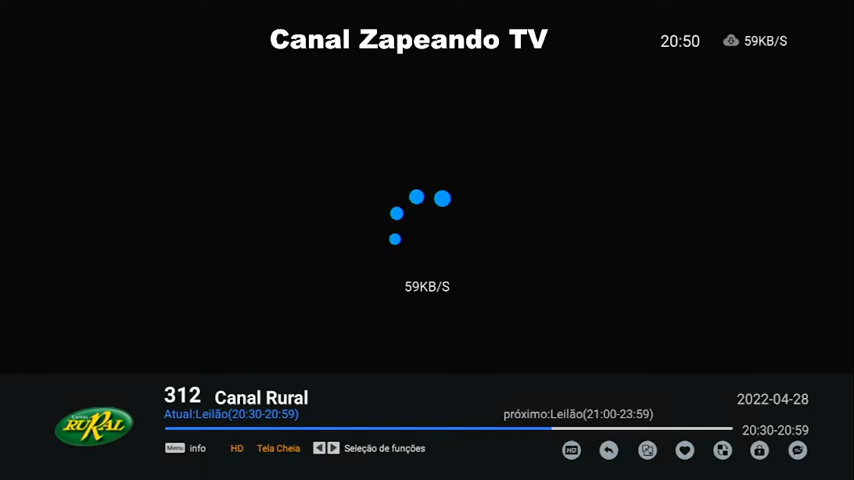 Canal Zapeando TV
20:50
59KB/S
59KB/S
CANAL
RURAL
312 Canal Rural
2022-04-28
Atual:Leilão(20:30-20:59)
próximo:Leilão(21:00-23:59)
20:30-20:59
Menu info HD Tela Cheia Seleção de funções
HD